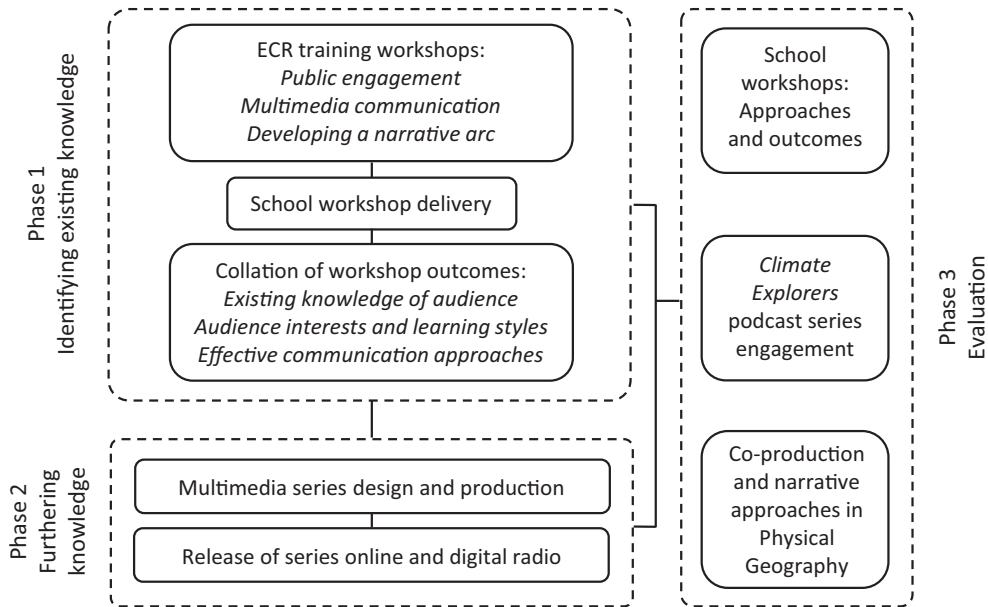 Phase 1
Identifying existing knowledge
ECR training workshops:
Public engagement
Multimedia communication
Developing a narrative arc
School workshop delivery
Collation of workshop outcomes:
Existing knowledge of audience
Audience interests and learning styles
Effective communication approaches
Phase 2
Furthering
knowledge
Multimedia series design and production
Release of series online and digital radio
Phase 3
Evaluation
School
workshops:
Approaches
and outcomes
Climate
Explorers
podcast series
engagement
Co-production
and narrative
approaches in
Physical
Geography